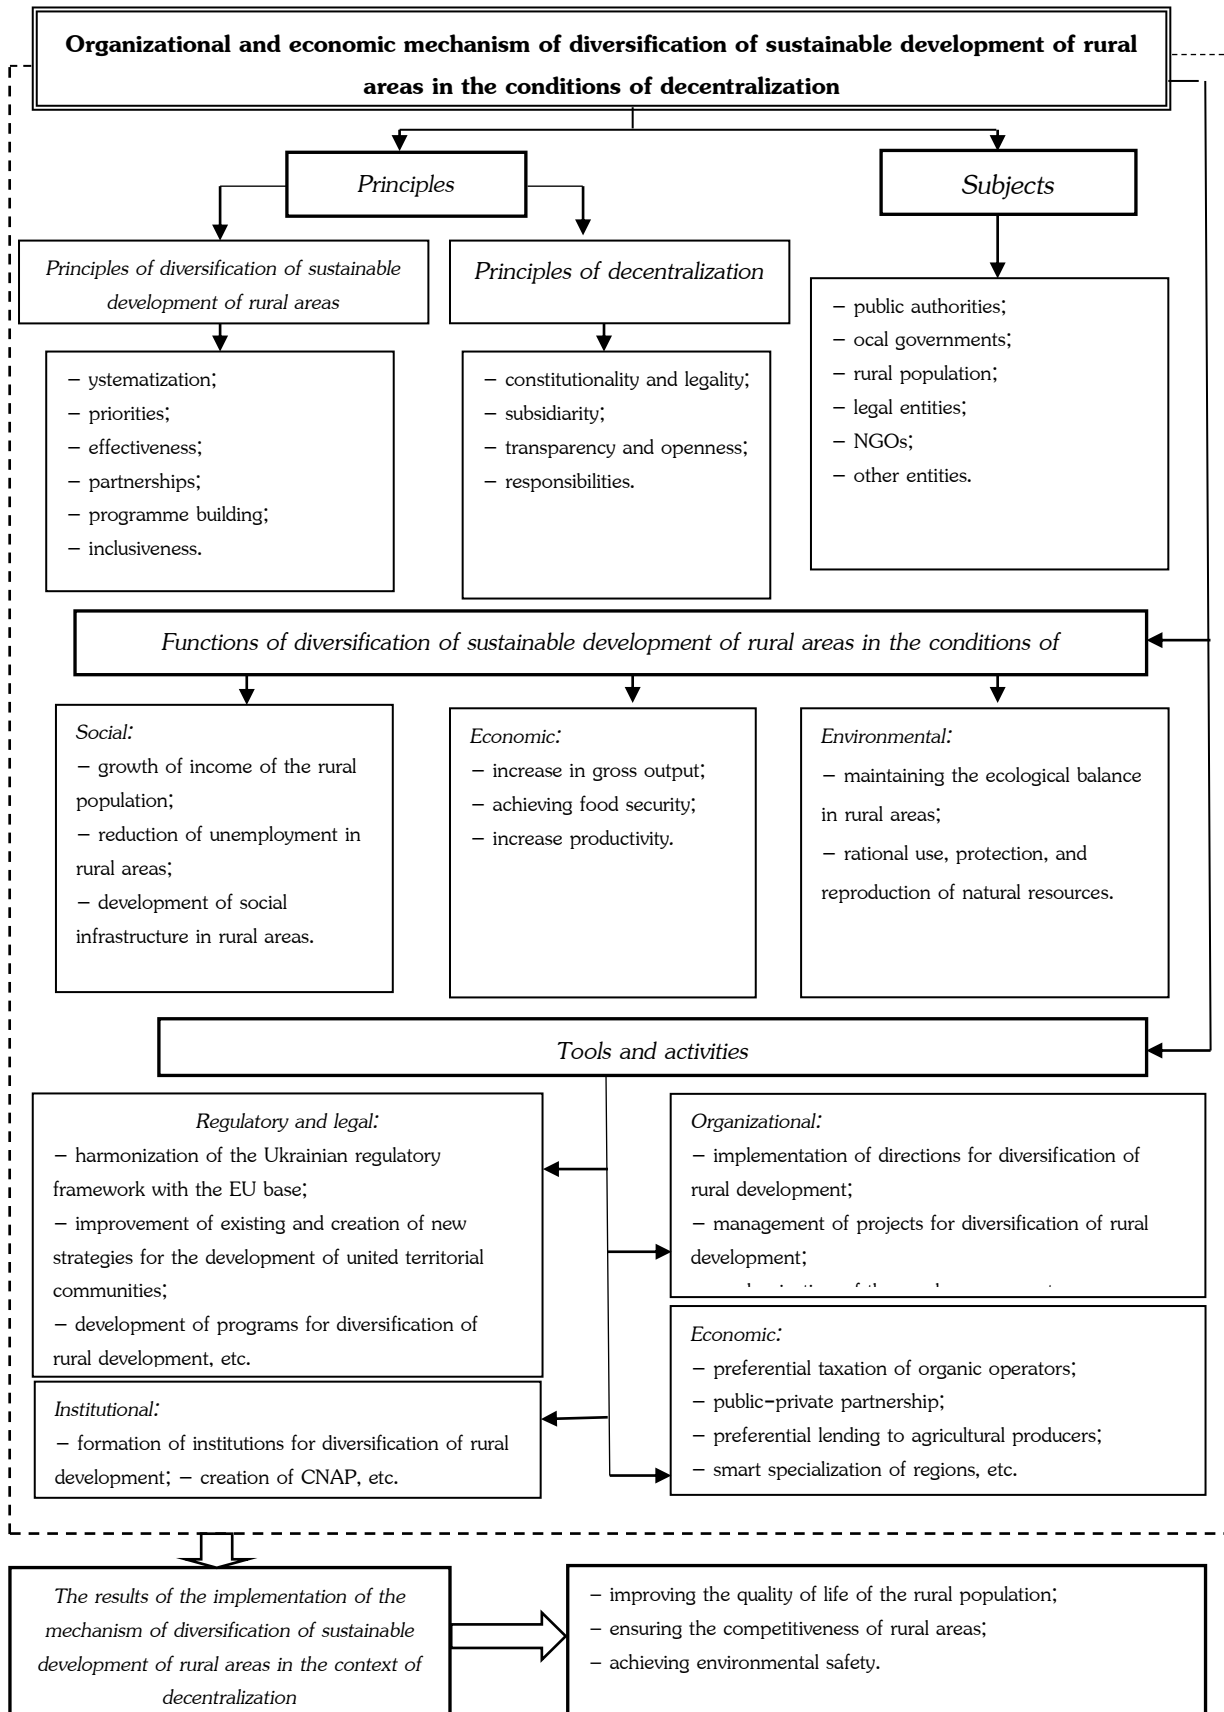 Organizational and economic mechanism of diversification of sustainable development of rural
areas in the conditions of decentralization
Principles
Subjects
Principles of diversification of sustainable
development of rural areas
Principles of decentralization
– ystematization;
– priorities;
– effectiveness;
– partnerships;
– programme building;
– inclusiveness.
– constitutionality and legality;
– subsidiarity;
– transparency and openness;
– responsibilities.
– public authorities;
– ocal governments;
– rural population;
– legal entities;
– NGOs;
– other entities.
Functions of diversification of sustainable development of rural areas in the conditions of
Social:
– growth of income of the rural
population;
– reduction of unemployment in
rural areas;
– development of social
infrastructure in rural areas.
Economic:
– increase in gross output;
– achieving food security;
– increase productivity.
Environmental:
– maintaining the ecological balance
in rural areas;
– rational use, protection, and
reproduction of natural resources.
Tools and activities
Regulatory and legal:
– harmonization of the Ukrainian regulatory
framework with the EU base;
– improvement of existing and creation of new
strategies for the development of united territorial
communities;
– development of programs for diversification of
rural development, etc.
Organizational:
– implementation of directions for diversification of
rural development;
– management of projects for diversification of rural
development;
Institutional:
– formation of institutions for diversification of rural
development; – creation of CNAP, etc.
Economic:
– preferential taxation of organic operators;
– public-private partnership;
– preferential lending to agricultural producers;
– smart specialization of regions, etc.
The results of the implementation of the
mechanism of diversification of sustainable
development of rural areas in the context of
decentralization
– improving the quality of life of the rural population;
– ensuring the competitiveness of rural areas;
– achieving environmental safety.